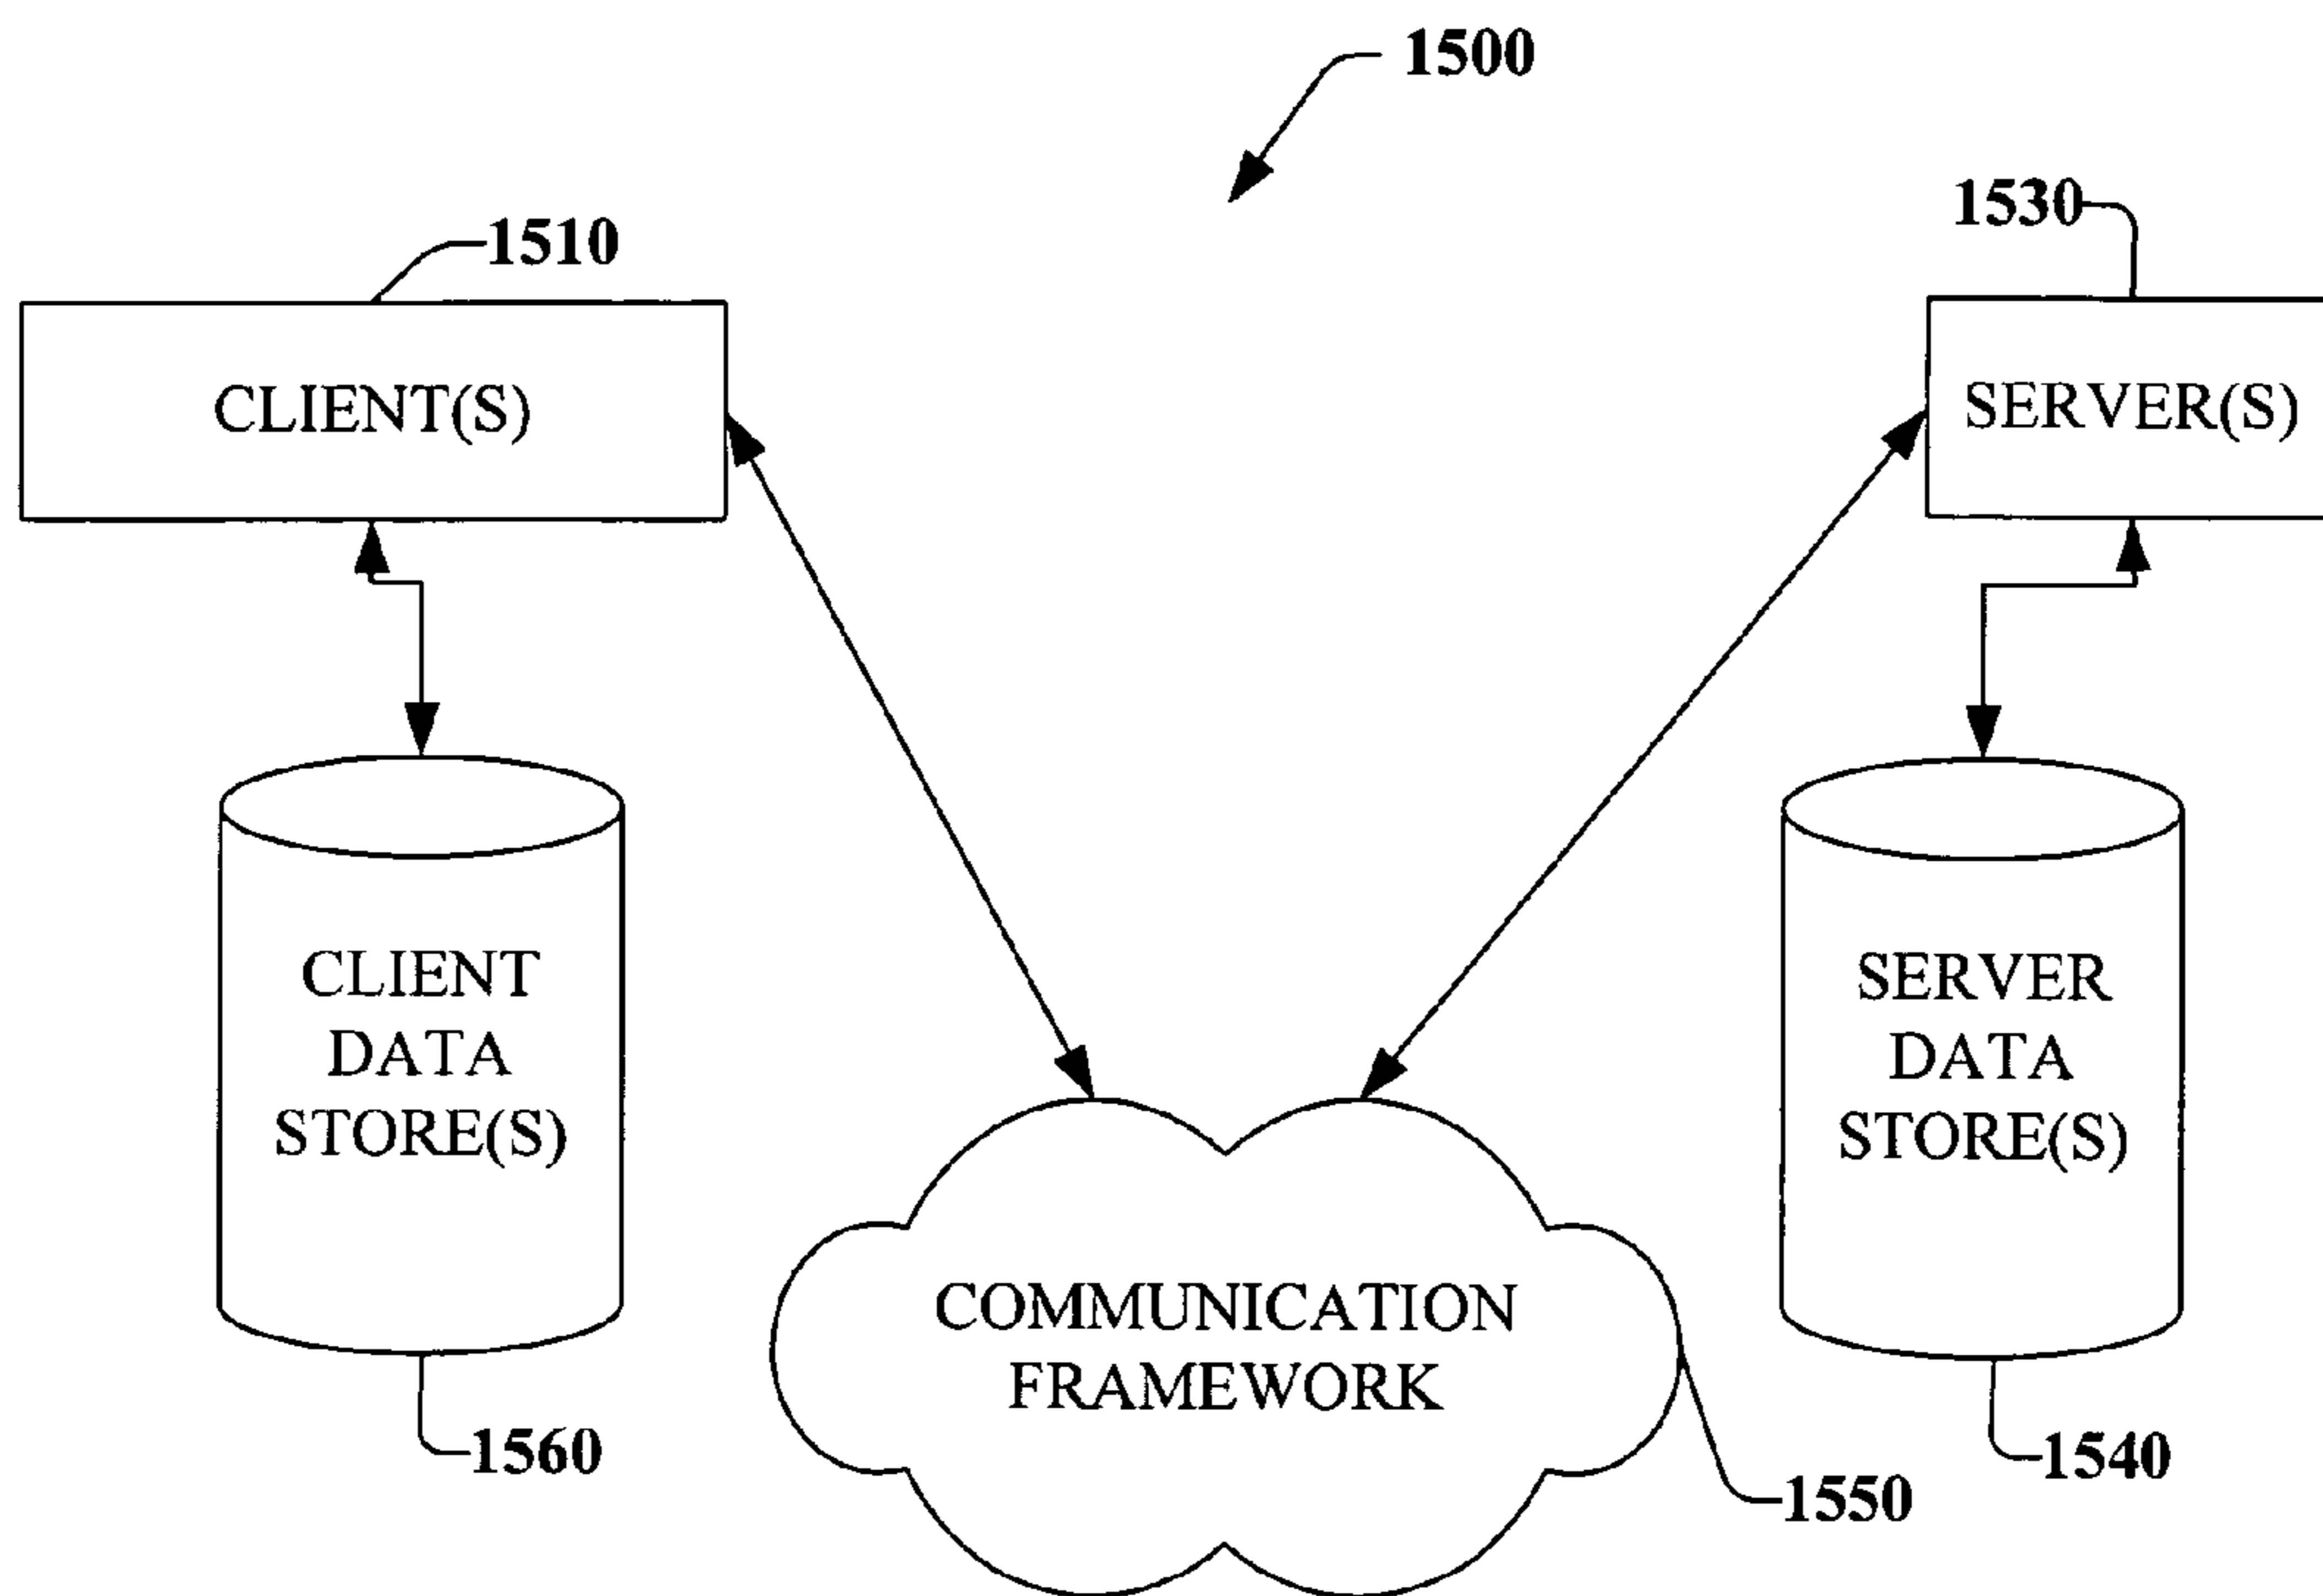 1500
1510
1530
CLIENT(S)
SERVER(S)
CLIENT
DATA
STORE(S)
SERVER
DATA
STORE(S)
COMMUNICATION
FRAMEWORK
1560
1540
1550